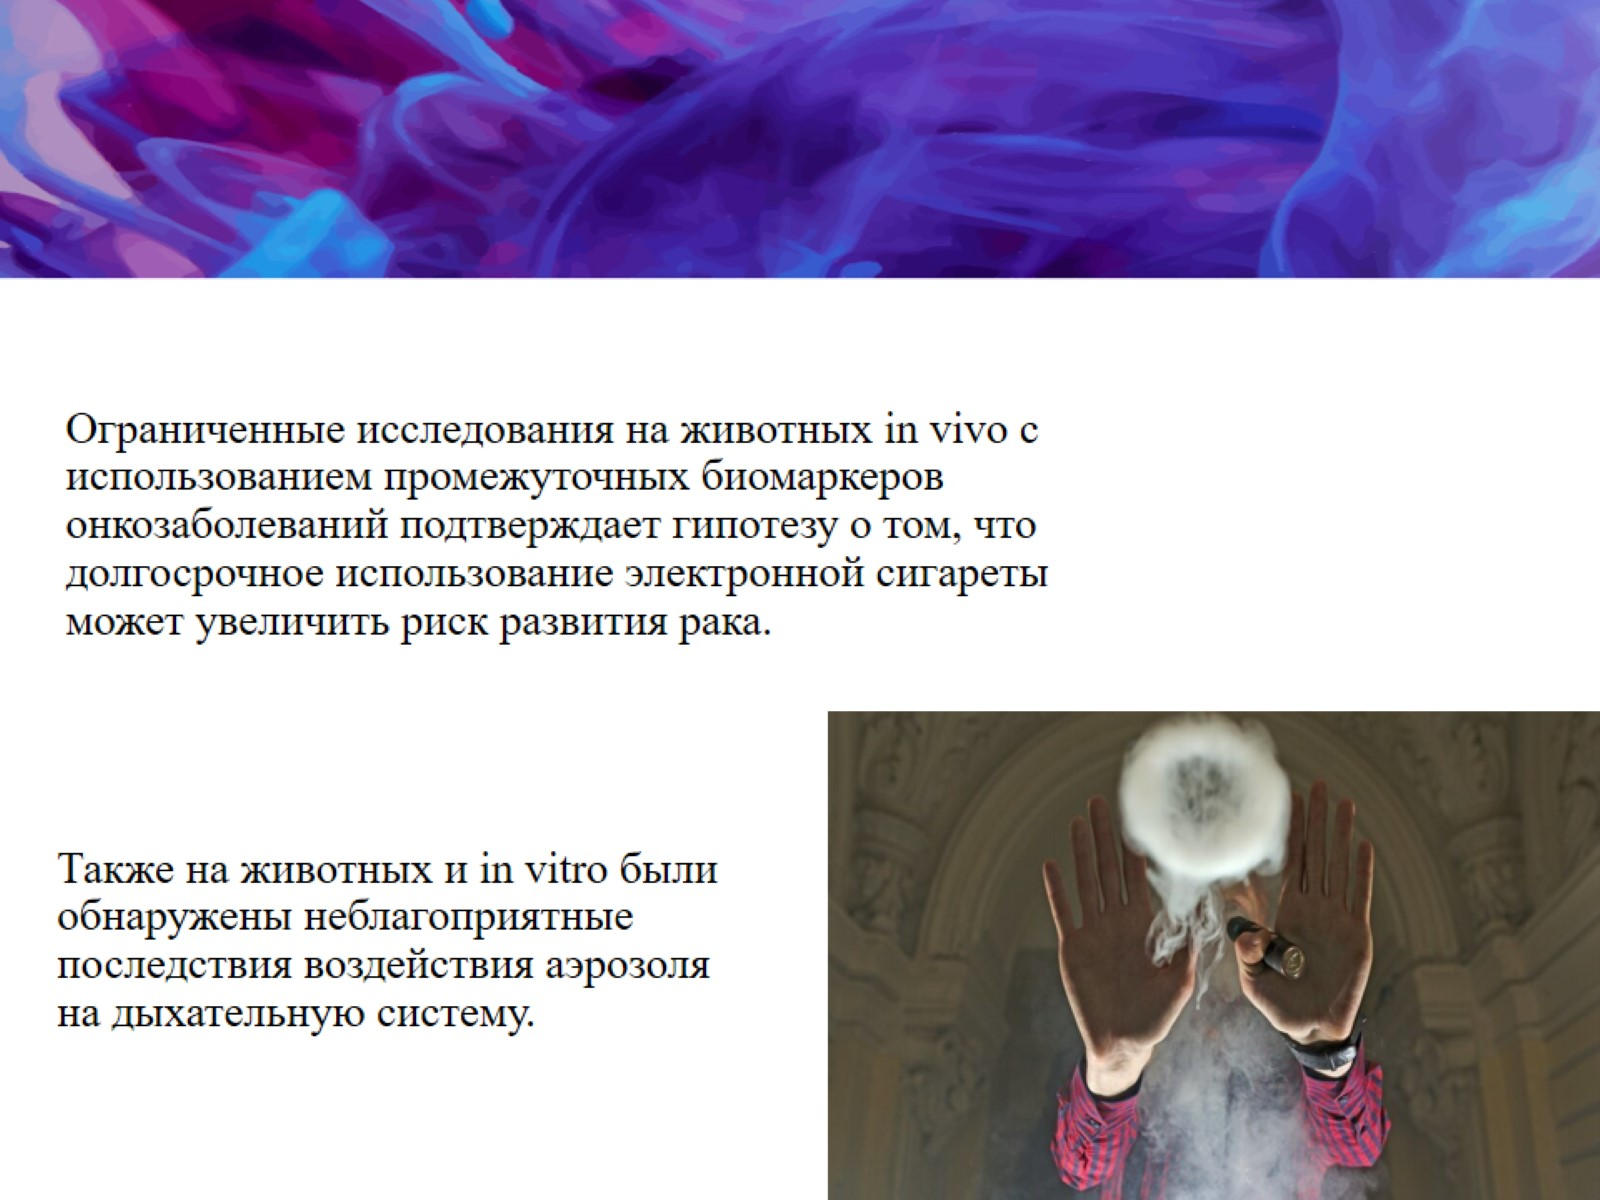 Ограниченные исследования на животных in vivo с
использованием промежуточных биомаркеров
онкозаболеваний подтверждает гипотезу о том, что
долгосрочное использование электронной сигареты
может увеличить риск развития рака.
Также на животных и in vitro были
обнаружены неблагоприятные
последствия воздействия аэрозоля
на дыхательную систему.